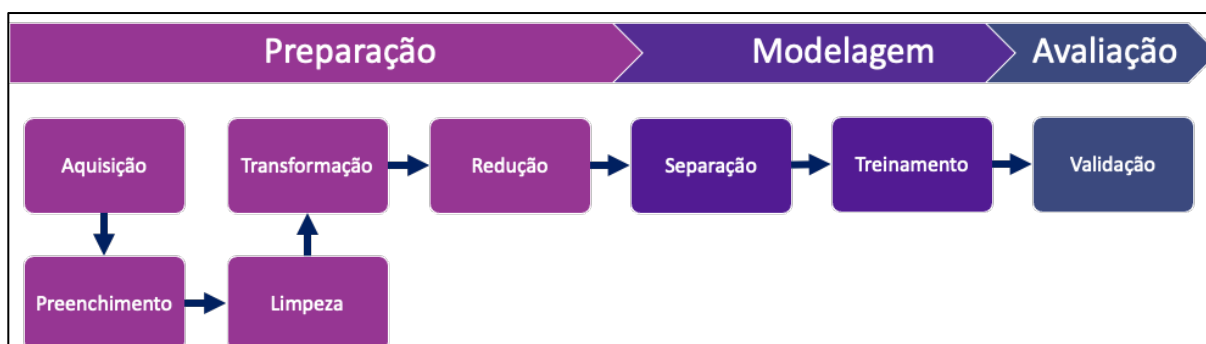 Preparação
Modelagem
Avaliação
Aquisição
Transformação
Redução
Separação
Treinamento
Validação
Preenchimento
Limpeza